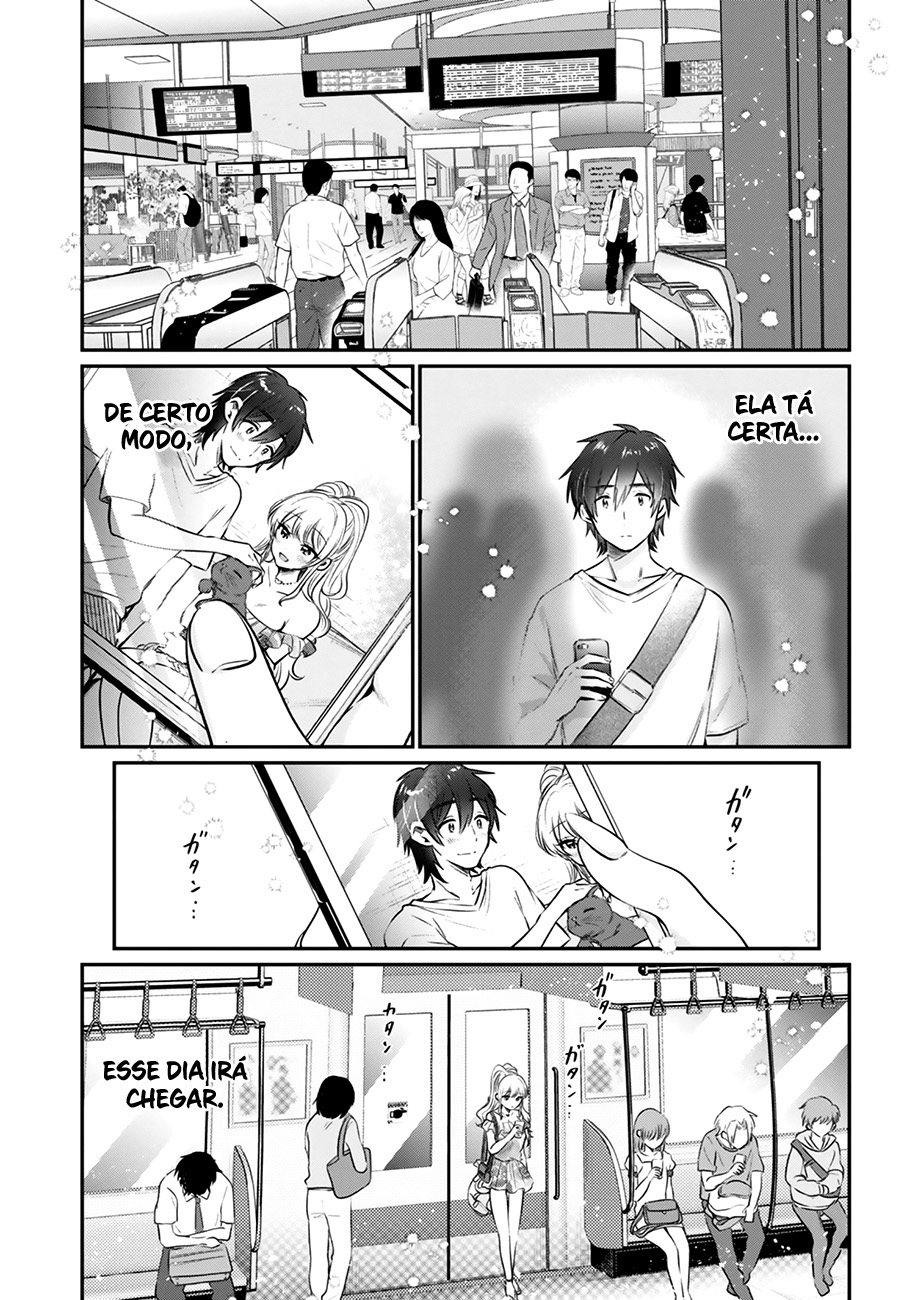 ELA TÁ
CERTA...
DE CERTO
MODO,
ガタン…
ガタン…
ガタン
ガタン
ガタン
ESSE DIA IRÁ
CHEGAR.